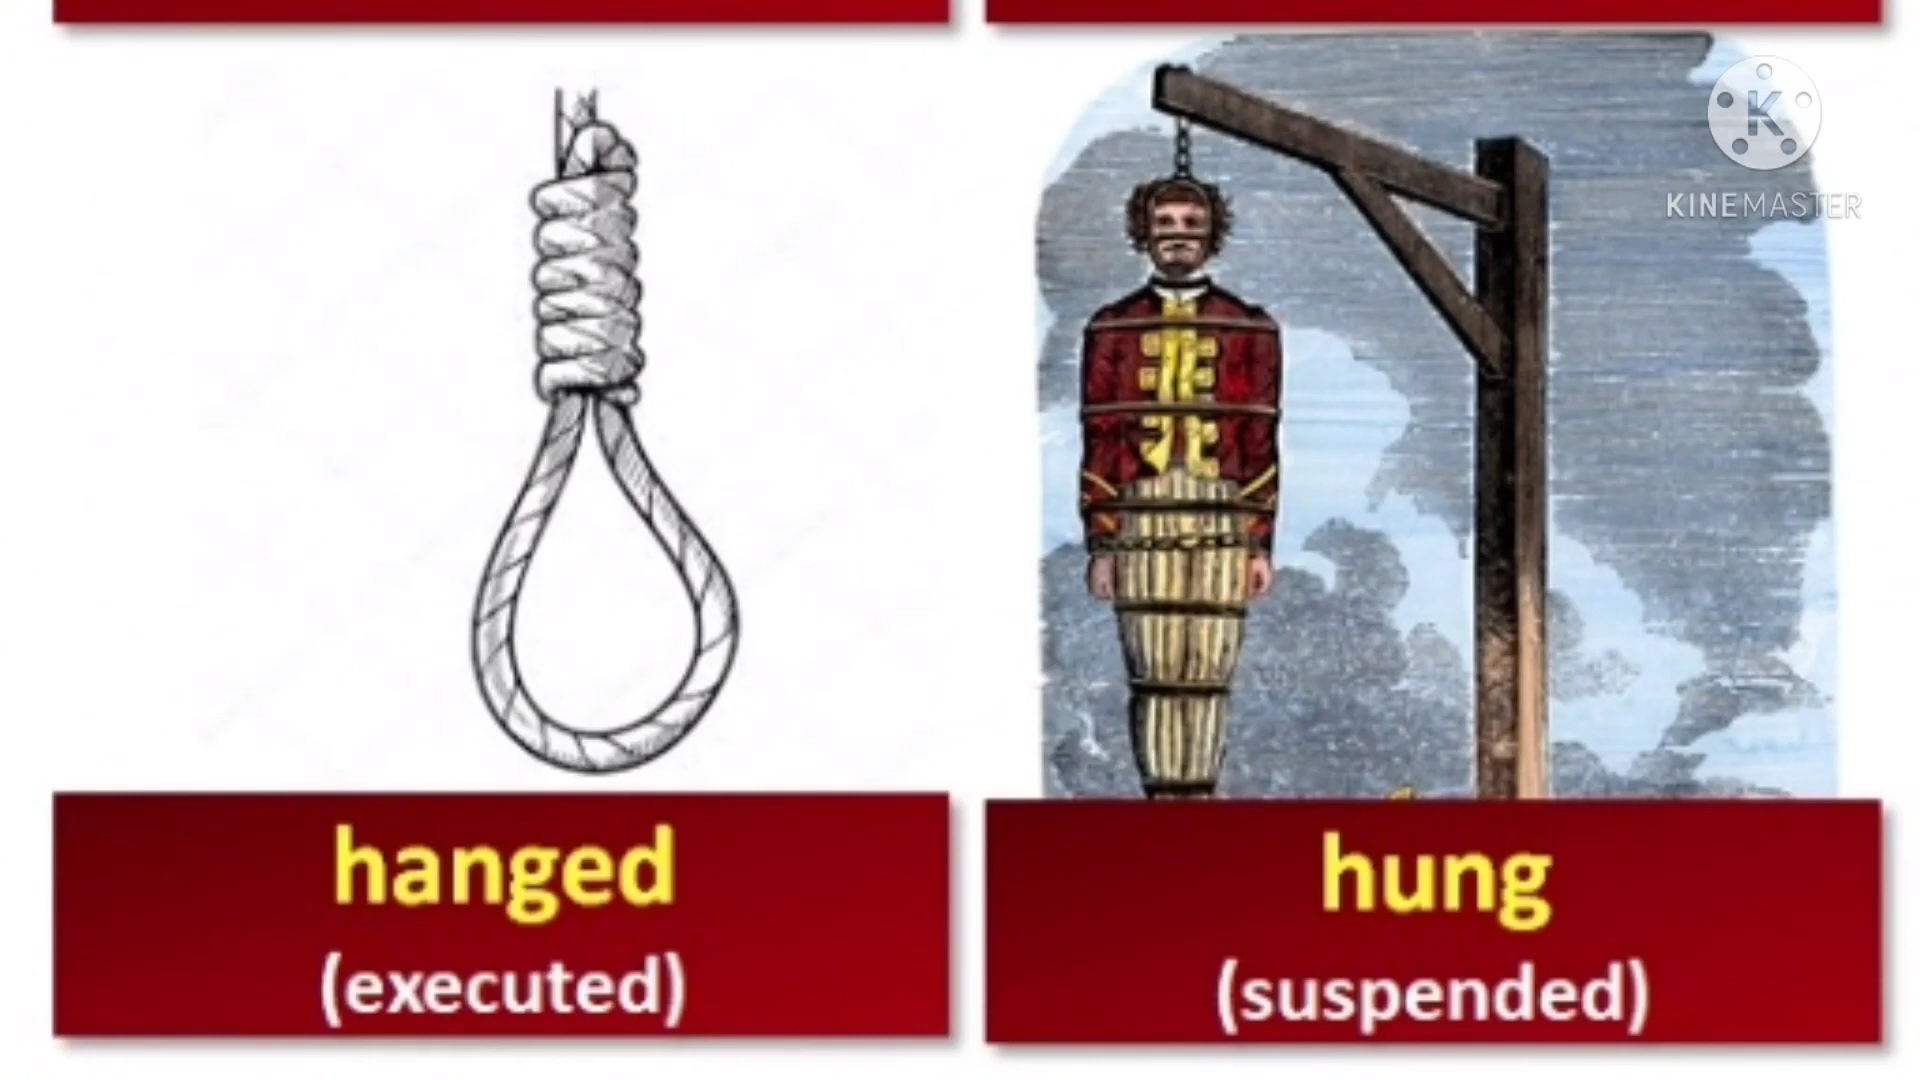 K
KINEMASTER
hanged
(executed)
hung
(suspended)